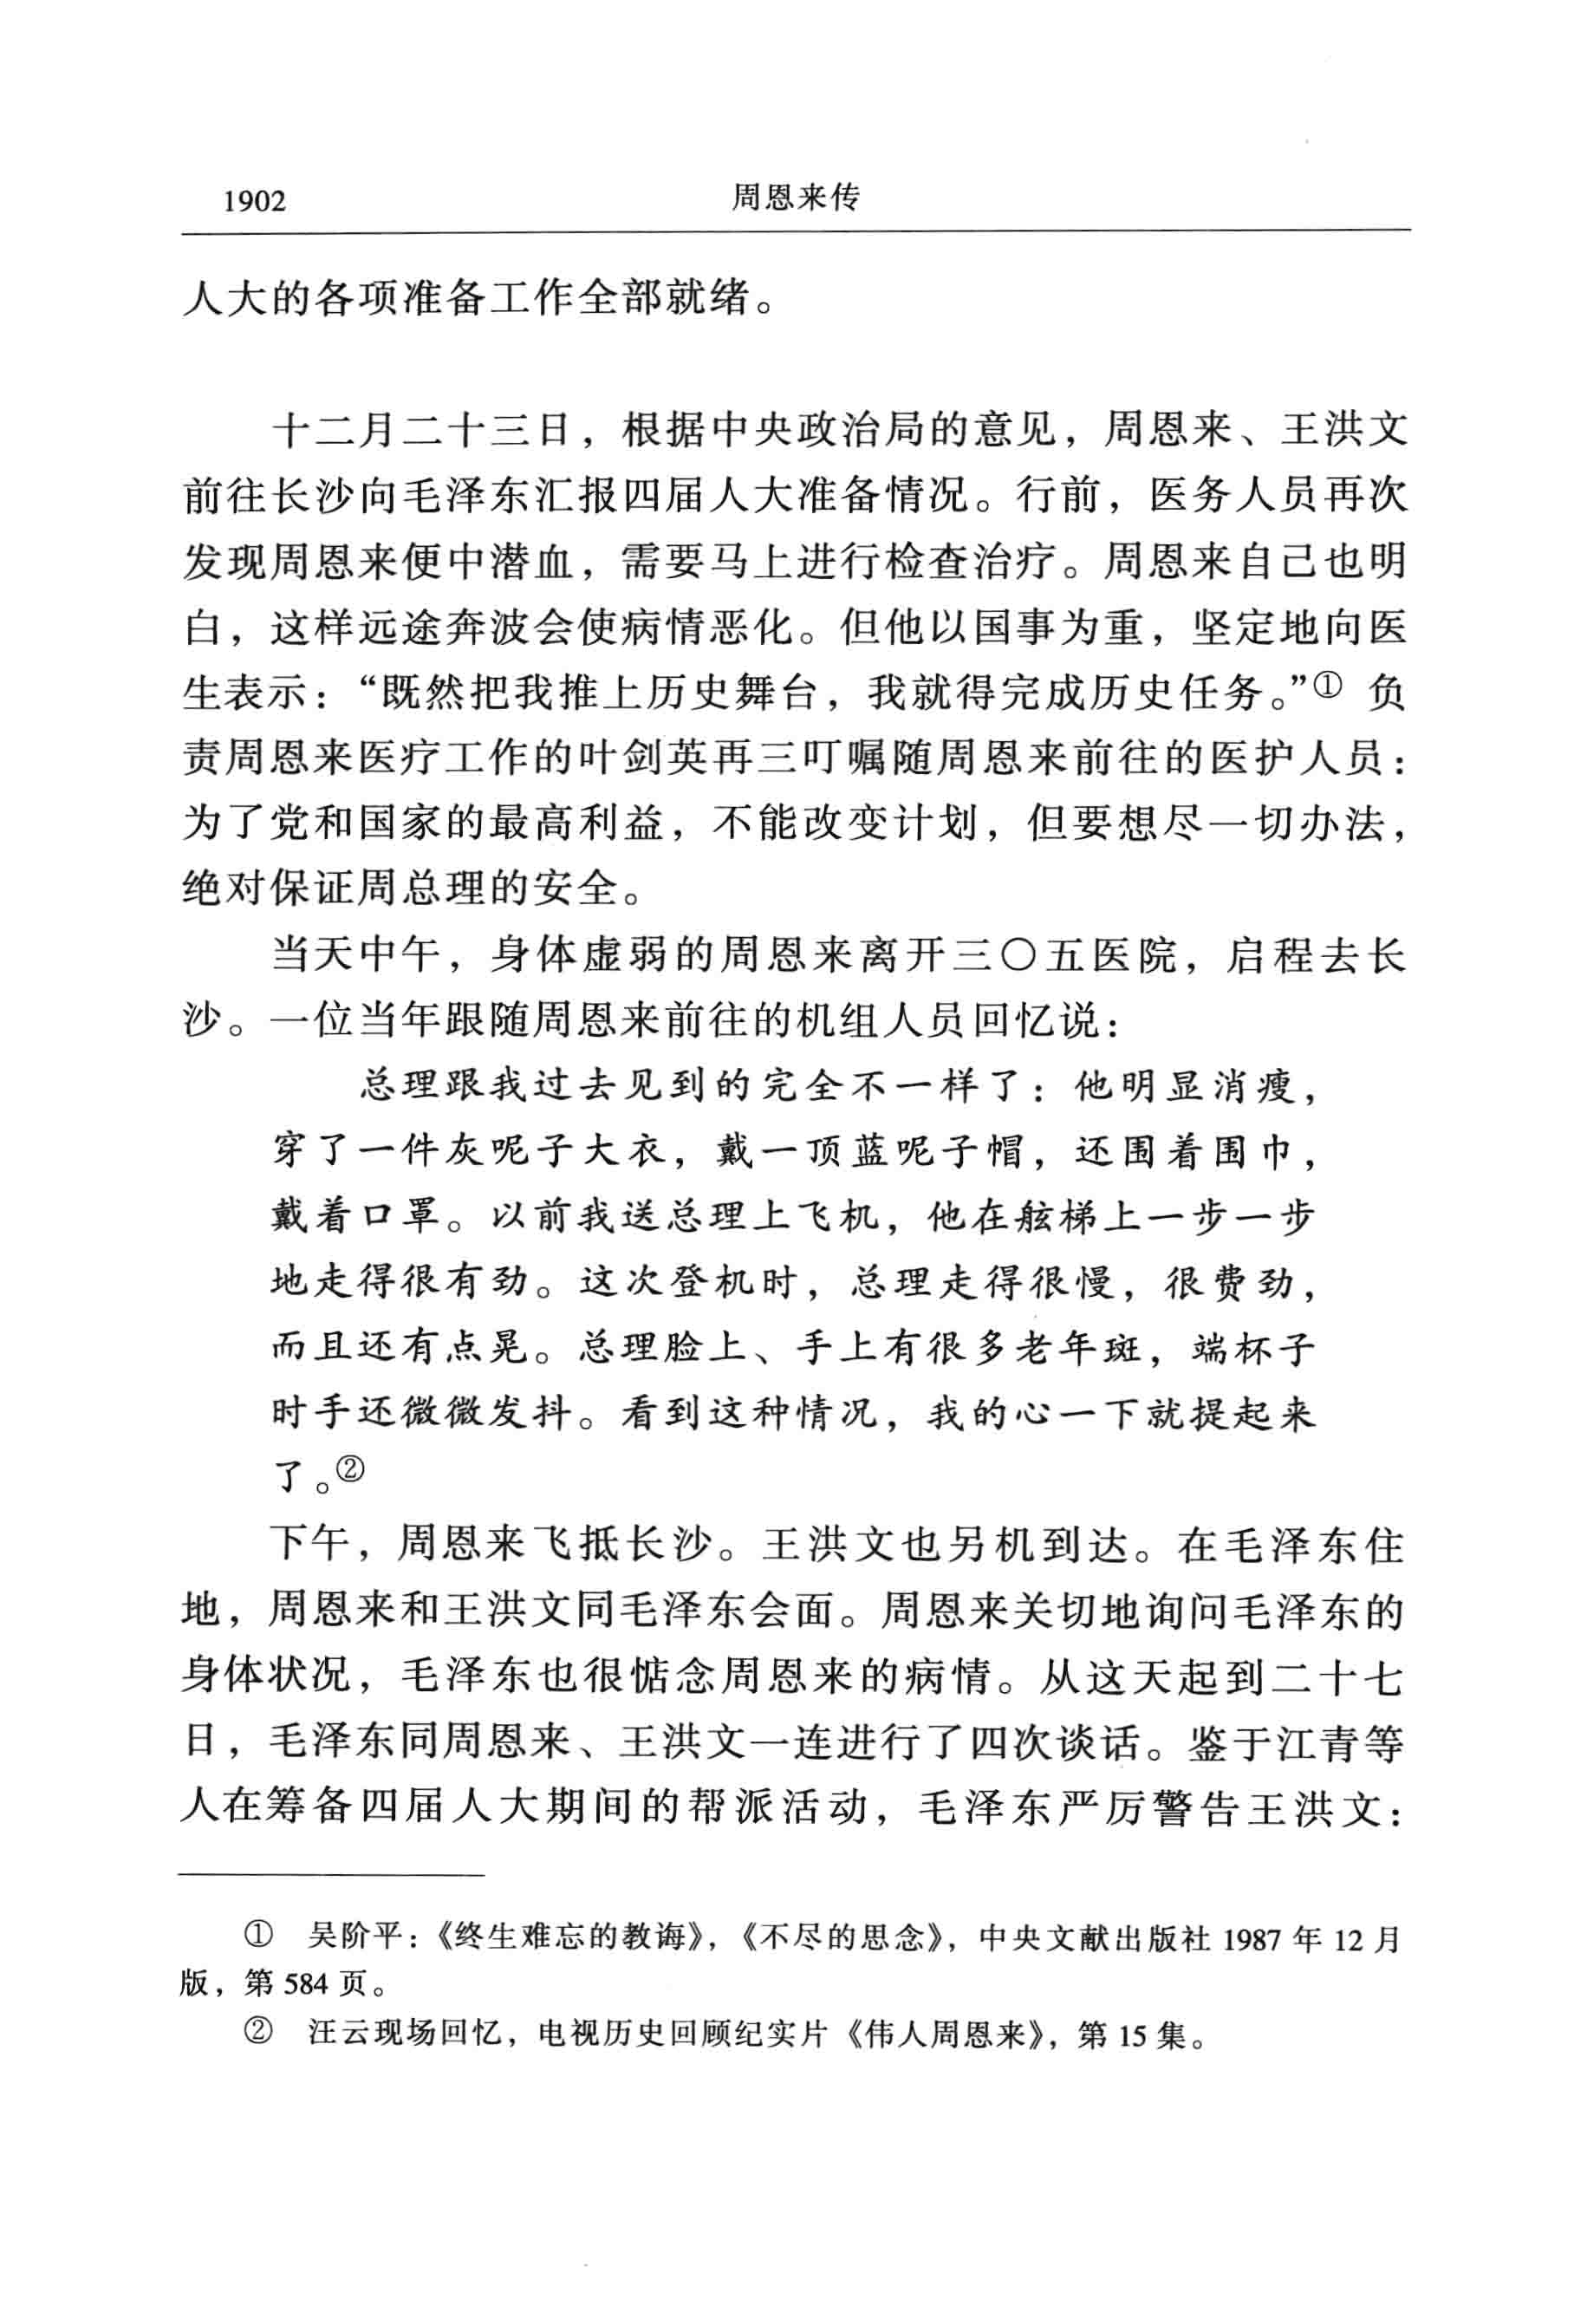 1902
周恩来传
人大的各项准备工作全部就绪。
十二月二十三日，根据中央政治局的意见，周恩来、王洪文
前往长沙向毛泽东汇报四届人大准备情况。行前，医务人员再次
发现周恩来便中潜血，需要马上进行检查治疗。周恩来自己也明
白，这样远途奔波会使病情恶化。但他以国事为重，坚定地向医
生表示：“既然把我推上历史舞台，我就得完成历史任务。”① 负
责周恩来医疗工作的叶剑英再三叮嘱随周恩来前往的医护人员：
为了党和国家的最高利益，不能改变计划，但要想尽一切办法，
绝对保证周总理的安全。
当天中午，身体虚弱的周恩来离开三〇五医院，启程去长
沙。一位当年跟随周恩来前往的机组人员回忆说：
总理跟我过去见到的完全不一样了：他明显消瘦，
穿了一件灰呢子大衣，戴一顶蓝呢子帽，还围着围巾，
戴着口罩。以前我送总理上飞机，他在舷梯上一步一步
地走得很有劲。这次登机时，总理走得很慢，很费劲，
而且还有点晃。总理脸上、手上有很多老年斑，端杯子
时手还微微发抖。看到这种情况，我的心一下就提起来
了。②
下午，周恩来飞抵长沙。王洪文也另机到达。在毛泽东住
地，周恩来和王洪文同毛泽东会面。周恩来关切地询问毛泽东的
身体状况，毛泽东也很惦念周恩来的病情。从这天起到二十七
日，毛泽东同周恩来、王洪文一连进行了四次谈话。鉴于江青等
人在筹备四届人大期间的帮派活动，毛泽东严厉警告王洪文：
① 吴阶平：《终生难忘的教诲》，《不尽的思念》，中央文献出版社 1987 年 12 月
版，第 584 页。
② 汪云现场回忆，电视历史回顾纪实片《伟人周恩来》，第 15 集。